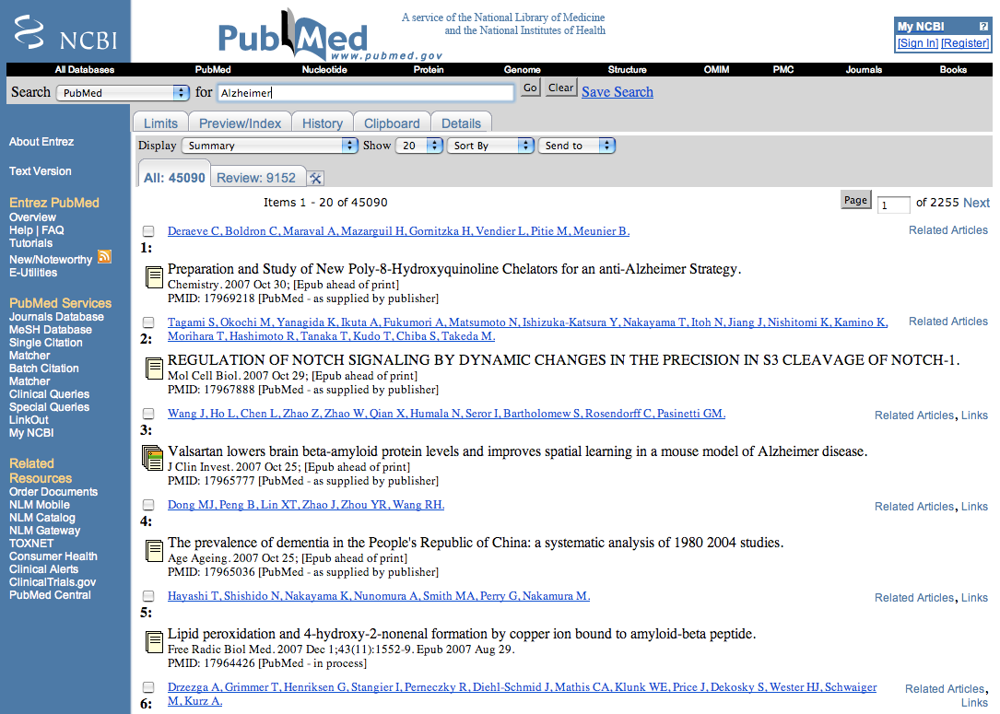 NCBI
PubMed
www.pubmed.gov
A service of the National Library of Medicine
and the National Institutes of Health
My NCBI ?
[Sign In] [Register]
All Databases PubMed Nucleotide Protein Genome Structure OMIM PMC Journals Books
Search PubMed for Alzheimer Go Clear Save Search
Limits Preview/Index History Clipboard Details
Display Summary Show 20 Sort By Send to
All: 45090 Review: 9152
Items 1 - 20 of 45090
Page 1 of 2255 Next
About Entrez
Text Version
Entrez PubMed
Overview
Help | FAQ
Tutorials
New/Noteworthy
E-Utilities
PubMed Services
Journals Database
MeSH Database
Single Citation
Matcher
Batch Citation
Matcher
Clinical Queries
Special Queries
LinkOut
My NCBI
Related
Resources
Order Documents
NLM Mobile
NLM Catalog
NLM Gateway
TOXNET
Consumer Health
Clinical Alerts
ClinicalTrials.gov
PubMed Central
1: Deraeve C, Boldron C, Maraval A, Mazarguil H, Gornitzka H, Vendier L, Pitie M, Meunier B. Related Articles
Preparation and Study of New Poly-8-Hydroxyquinoline Chelators for an anti-Alzheimer Strategy.
Chemistry. 2007 Oct 30; [Epub ahead of print]
PMID: 17969218 [PubMed - as supplied by publisher]
2: Tagami S, Okochi M, Yanagida K, Ikuta A, Fukumori A, Matsumoto N, Ishizuka-Katsura Y, Nakayama T, Itoh N, Jiang J, Nishitomi K, Kamino K, Related Articles
Morihara T, Hashimoto R, Tanaka T, Kudo T, Chiba S, Takeda M.
REGULATION OF NOTCH SIGNALING BY DYNAMIC CHANGES IN THE PRECISION IN S3 CLEAVAGE OF NOTCH-1.
Mol Cell Biol. 2007 Oct 29; [Epub ahead of print]
PMID: 17967888 [PubMed - as supplied by publisher]
3: Wang J, Ho L, Chen L, Zhao Z, Zhao W, Qian X, Humala N, Seror I, Bartholomew S, Rosendorff C, Pasinetti GM. Related Articles, Links
Valsartan lowers brain beta-amyloid protein levels and improves spatial learning in a mouse model of Alzheimer disease.
J Clin Invest. 2007 Oct 25; [Epub ahead of print]
PMID: 17965777 [PubMed - as supplied by publisher]
4: Dong MJ, Peng B, Lin XT, Zhao J, Zhou YR, Wang RH. Related Articles, Links
The prevalence of dementia in the People's Republic of China: a systematic analysis of 1980 2004 studies.
Age Ageing. 2007 Oct 25; [Epub ahead of print]
PMID: 17965036 [PubMed - as supplied by publisher]
5: Hayashi T, Shishido N, Nakayama K, Nunomura A, Smith MA, Perry G, Nakamura M. Related Articles, Links
Lipid peroxidation and 4-hydroxy-2-nonenal formation by copper ion bound to amyloid-beta peptide.
Free Radic Biol Med. 2007 Dec 1;43(11):1552-9. Epub 2007 Aug 29.
PMID: 17964426 [PubMed - in process]
6: Drzezga A, Grimmer T, Henriksen G, Stangier I, Perneczky R, Diehl-Schmid J, Mathis CA, Klunk WE, Price J, Dekosky S, Wester HJ, Schwaiger Related Articles,
M, Kurz A. Links